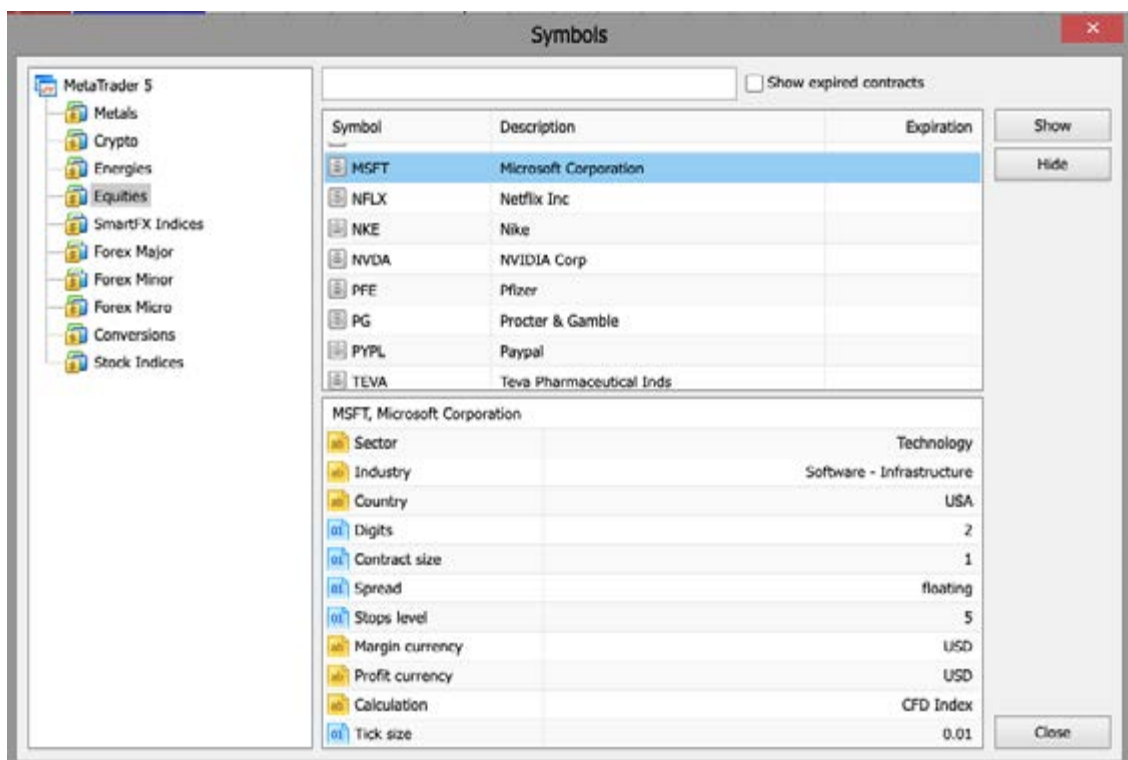 Symbols
MetaTrader 5
Metals
Crypto
Energies
Equities
SmartFX Indices
Forex Major
Forex Minor
Forex Micro
Conversions
Stock Indices
Show expired contracts
Symbol Description Expiration
MSFT Microsoft Corporation
NFLX Netflix Inc
NKE Nike
NVDA NVIDIA Corp
PFE Pfizer
PG Procter & Gamble
PYPL Paypal
TEVA Teva Pharmaceutical Inds
Show
Hide
MSFT, Microsoft Corporation
Sector Technology
Industry Software - Infrastructure
Country USA
Digits 2
Contract size 1
Spread floating
Stops level 5
Margin currency USD
Profit currency USD
Calculation CFD Index
Tick size 0.01
Close